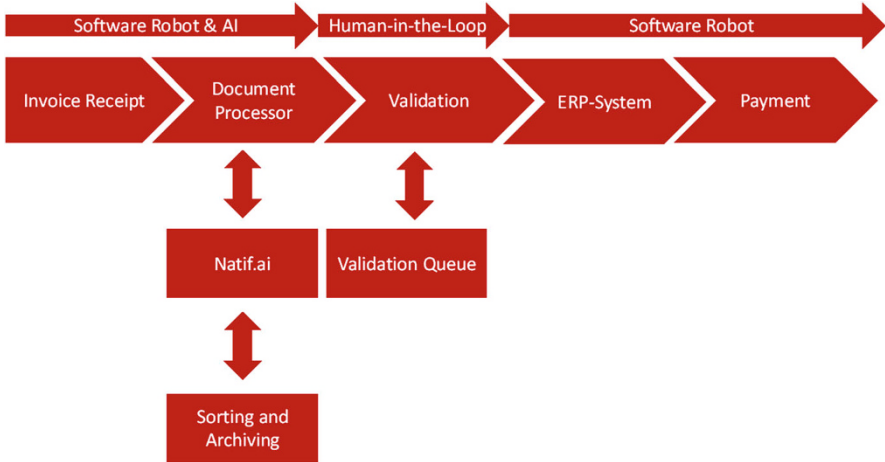 Software Robot & AI
Human-in-the-Loop
Software Robot
Invoice Receipt
Document
Processor
Validation
ERP-System
Payment
Natif.ai
Validation Queue
Sorting and
Archiving